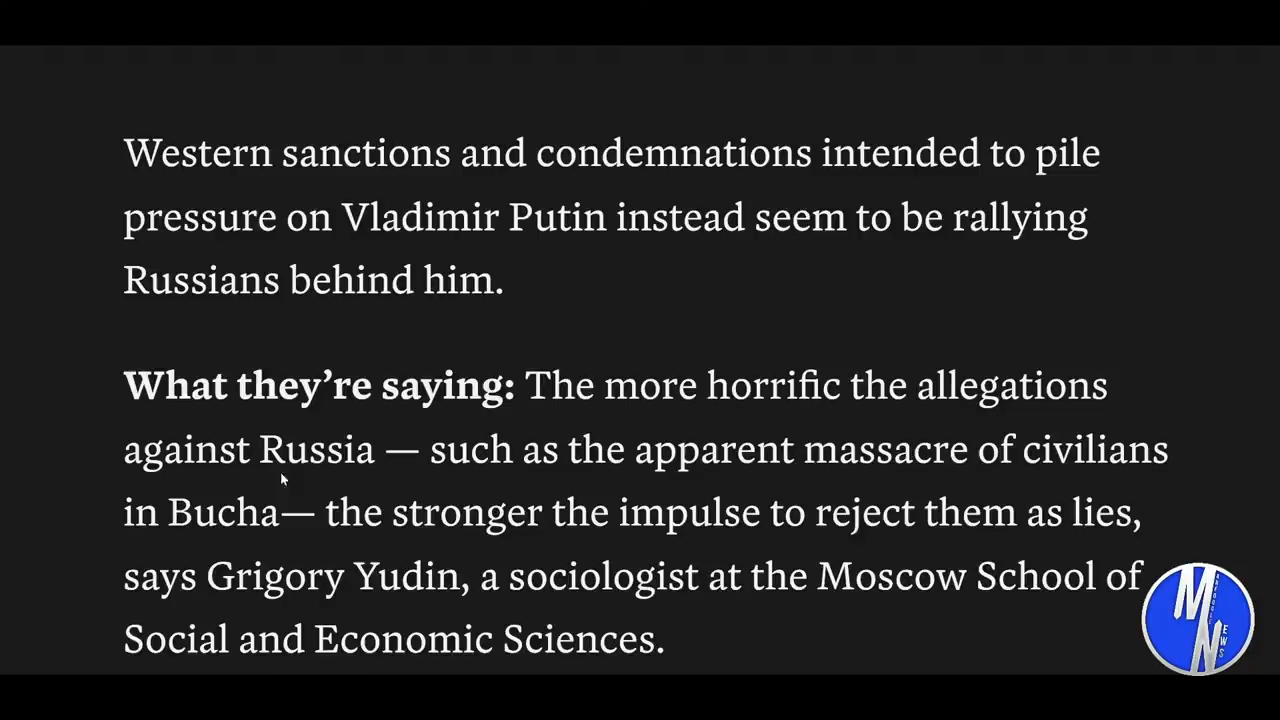 Western sanctions and condemnations intended to pile
pressure on Vladimir Putin instead seem to be rallying
Russians behind him.
What they’re saying: The more horrific the allegations
against Russia — such as the apparent massacre of civilians
in Bucha— the stronger the impulse to reject them as lies,
says Grigory Yudin, a sociologist at the Moscow School of
Social and Economic Sciences.
M
N
EWS